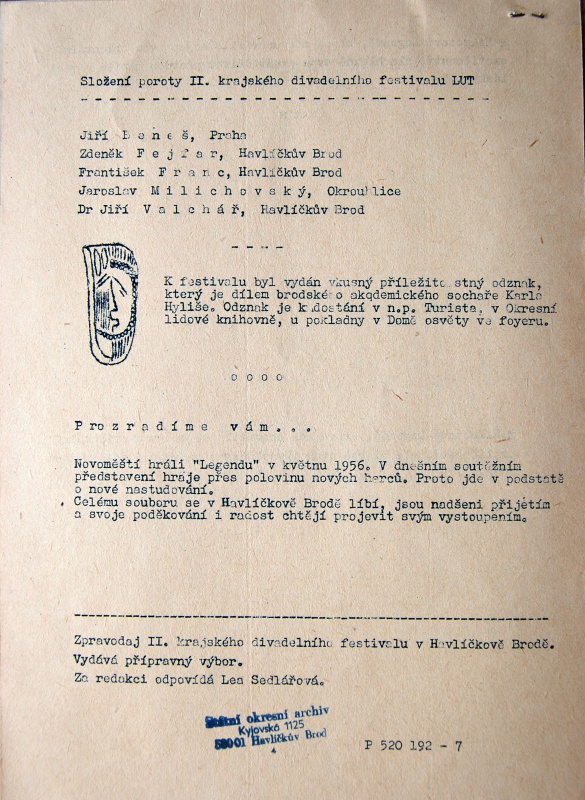 Složení poroty II. krajského divadelního festivalu LUT
Jiří B e n e š, Praha
Zdeněk F e j f a r, Havlíčkův Brod
František F r a n c, Havlíčkův Brod
Jaroslav M i l i c h o v s k ý, Okrouhlice
Dr Jiří V a l c h á ř, Havlíčkův Brod
K festivalu byl vydán vkusný příležitostný odznak,
který je dílem brodského akademického sochaře Karla
Hyliše. Odznak je k dostání v n.p. Turista, v Okresní
lidové knihovně, u pokladny v Domě osvěty ve foyeru.
o o o o
P r o z r a d í m e v á m . . .
Novoměští hráli "Legendu" v květnu 1956. V dnešním soutěžním
představení hraje přes polovinu nových herců. Proto jde v podstatě
o nové nastudování.
Celému souboru se v Havlíčkově Brodě líbí, jsou nadšeni přijetím
a svoje poděkování i radost chtějí projevit svým vystoupením.
Zpravodaj II. krajského divadelního festivalu v Havlíčkově Brodě.
Vydává přípravný výbor.
Za redakci odpovídá Lea Sedlářová.
Státní okresní archiv
Kyjovská 1125
58001 Havlíčkův Brod
4
P 520 192 - 7